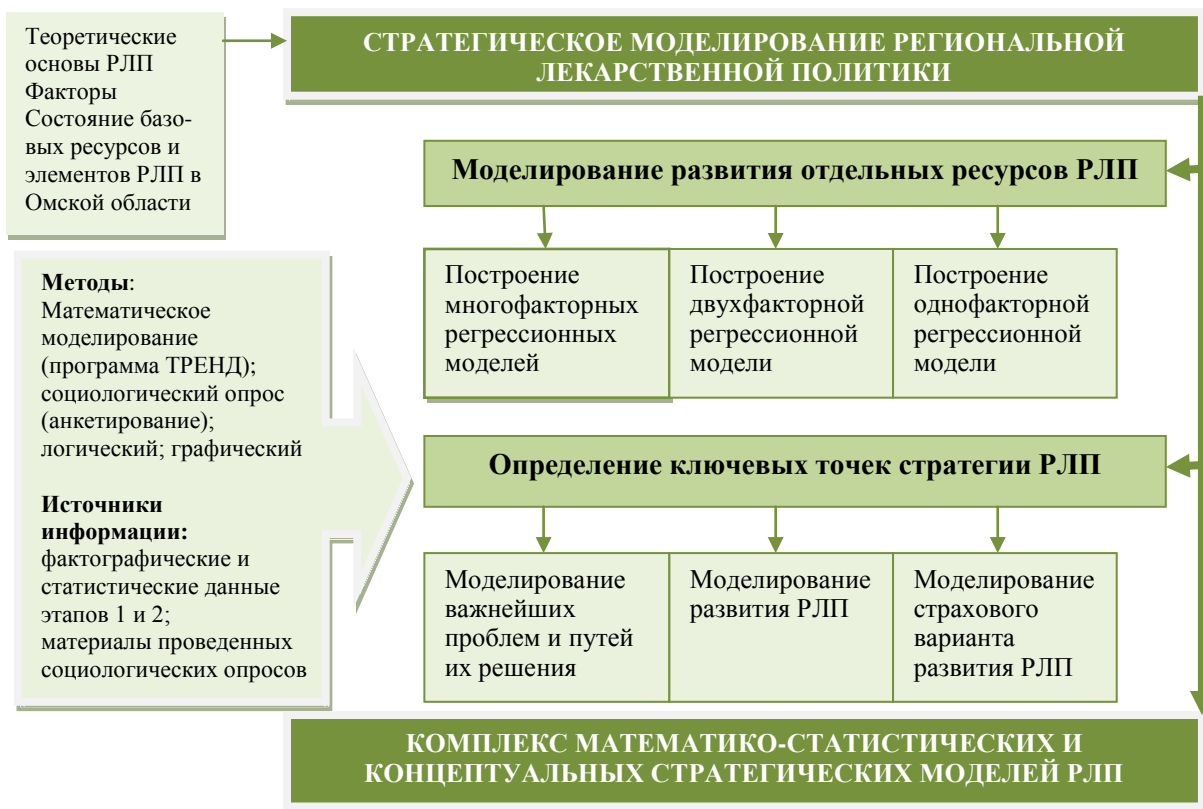 Теоретические
основы РЛП
Факторы
Состояние базо-
вых ресурсов и
элементов РЛП в
Омской области
СТРАТЕГИЧЕСКОЕ МОДЕЛИРОВАНИЕ РЕГИОНАЛЬНОЙ
ЛЕКАРСТВЕННОЙ ПОЛИТИКИ
Моделирование развития отдельных ресурсов РЛП
Построение
многофакторных
регрессионных
моделей
Построение
двухфакторной
регрессионной
модели
Построение
однофакторной
регрессионной
модели
Методы:
Математическое
моделирование
(программа ТРЕНД);
социологический опрос
(анкетирование);
логический; графический
Источники
информации:
фактографические и
статистические данные
этапов 1 и 2;
материалы проведенных
социологических опросов
Определение ключевых точек стратегии РЛП
Моделирование
важнейших
проблем и путей
их решения
Моделирование
развития РЛП
Моделирование
страхового
варианта
развития РЛП
КОМПЛЕКС МАТЕМАТИКО-СТАТИСТИЧЕСКИХ И
КОНЦЕПТУАЛЬНЫХ СТРАТЕГИЧЕСКИХ МОДЕЛЕЙ РЛП